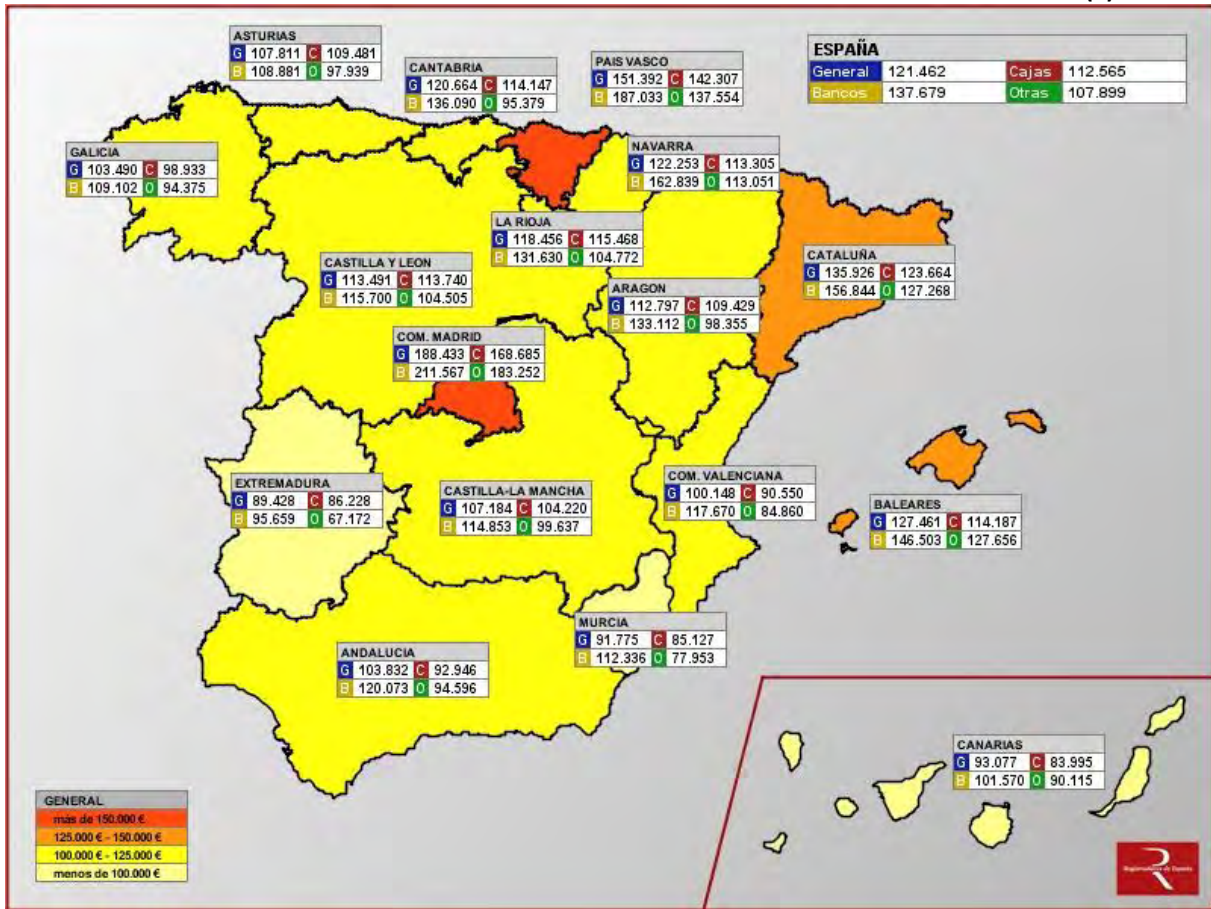 ASTURIAS
G 107.811 C 109.481
B 108.881 O 97.939
CANTABRIA
G 120.664 C 114.147
B 136.090 O 95.379
PAIS VASCO
G 151.392 C 142.307
B 187.033 O 137.554
ESPAÑA
General 121.462 Cajas 112.565
Bancos 137.679 Otras 107.899
GALICIA
G 103.490 C 98.933
B 109.102 O 94.375
NAVARRA
G 122.253 C 113.305
B 162.839 O 113.051
LA RIOJA
G 118.456 C 115.468
B 131.630 O 104.772
CASTILLA Y LEON
G 113.491 C 113.740
B 115.700 O 104.505
CATALUÑA
G 135.926 C 123.664
B 156.844 O 127.268
ARAGON
G 112.797 C 109.429
B 133.112 O 98.355
COM. MADRID
G 188.433 C 168.685
B 211.567 O 183.252
EXTREMADURA
G 89.428 C 86.228
B 95.659 O 67.172
CASTILLA-LA MANCHA
G 107.184 C 104.220
B 114.853 O 99.637
COM. VALENCIANA
G 100.148 C 90.550
B 117.670 O 84.860
BALEARES
G 127.461 C 114.187
B 146.503 O 127.656
MURCIA
G 91.775 C 85.127
B 112.336 O 77.953
ANDALUCIA
G 103.832 C 92.946
B 120.073 O 94.596
CANARIAS
G 93.077 C 83.995
B 101.570 O 90.115
GENERAL
más de 150.000 €
125.000 € - 150.000 €
100.000 € - 125.000 €
menos de 100.000 €
Registradores de España